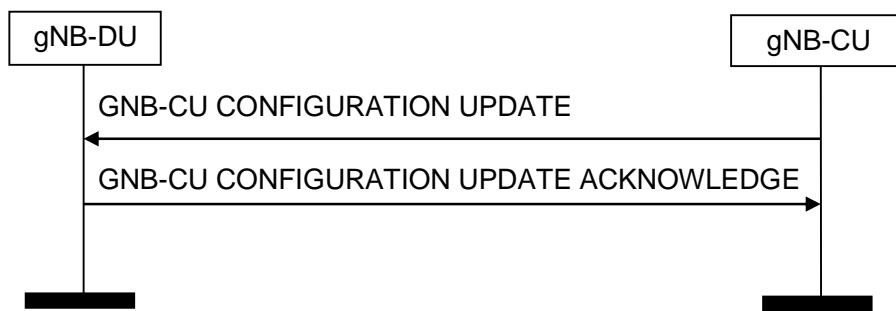 gNB-DU
gNB-CU
GNB-CU CONFIGURATION UPDATE
GNB-CU CONFIGURATION UPDATE ACKNOWLEDGE